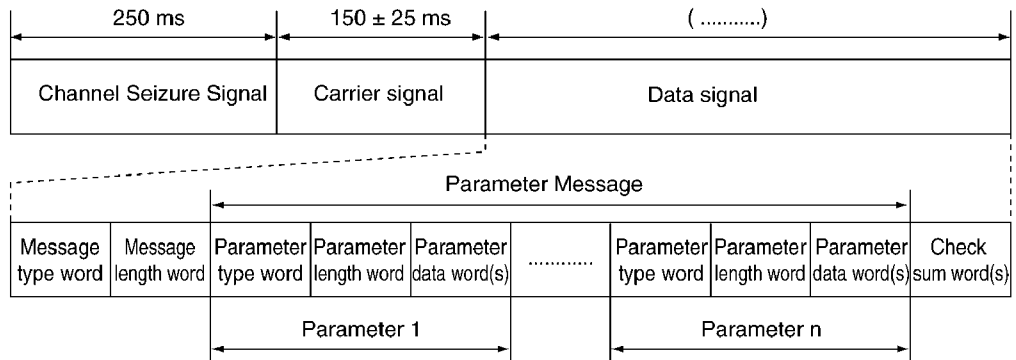 250 ms 150 ± 25 ms ( ........... )
Channel Seizure Signal Carrier signal Data signal
Parameter Message
Message Message Parameter Parameter Parameter ............ Parameter Parameter Parameter Check
type word length word type word length word data word(s) type word length word data word(s) sum word(s)
Parameter 1 Parameter n